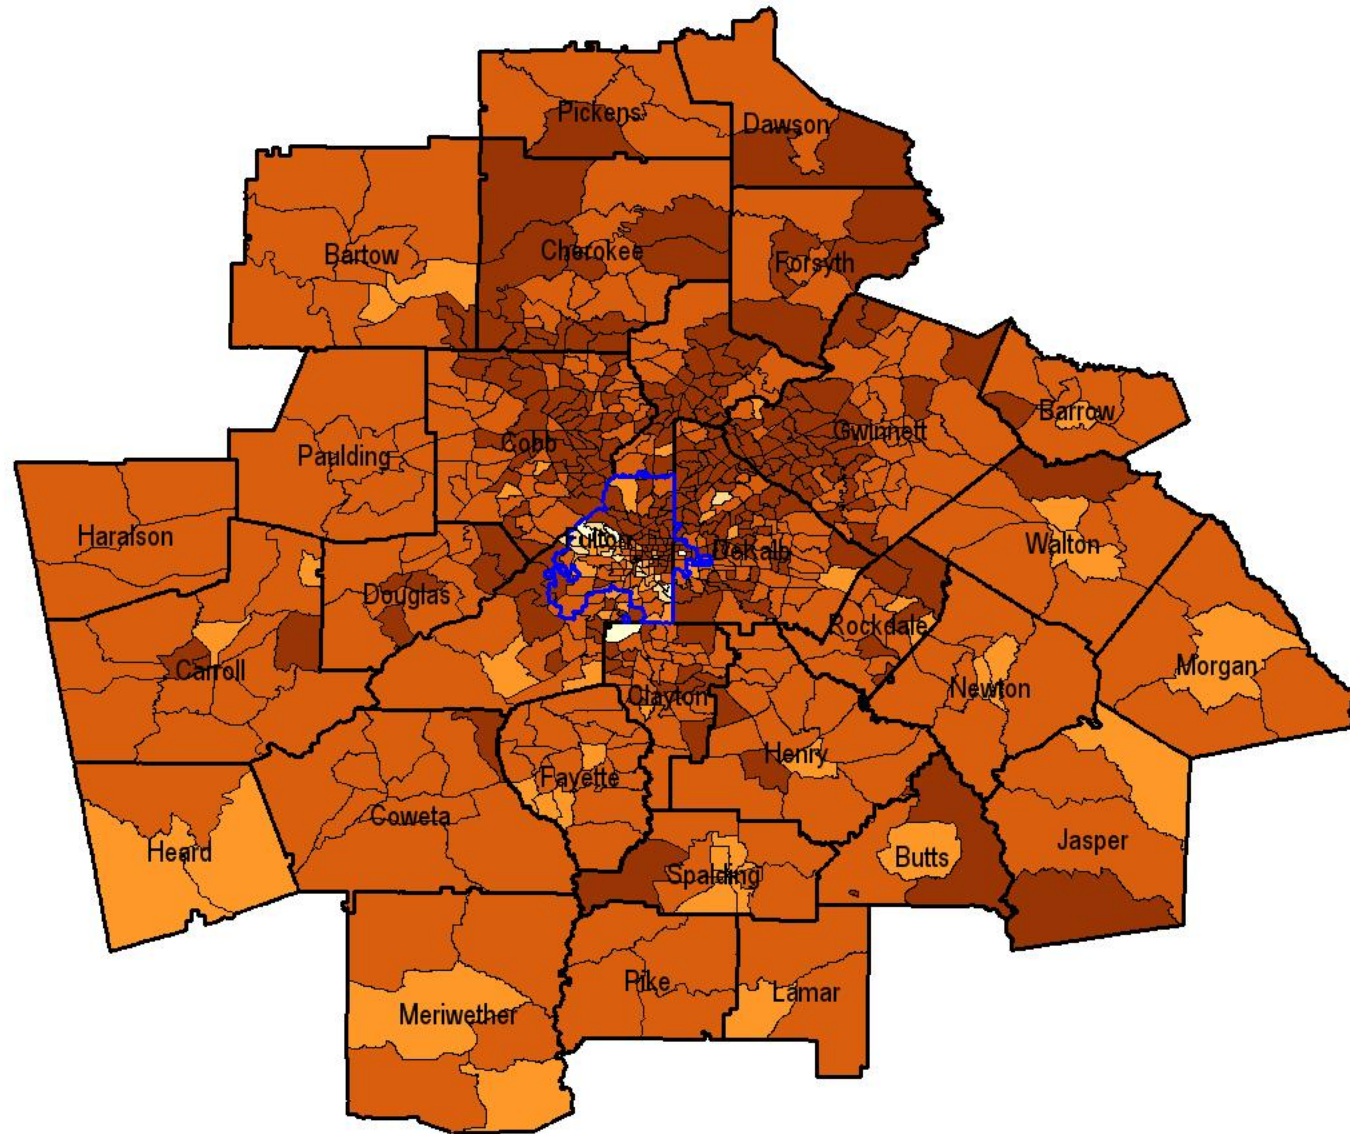 Pickens
Dawson
Bartow
Cherokee
Forsyth
Barrow
Gwinnett
Cobb
Paulding
Haralson
Fulton
DeKalb
Walton
Douglas
Rockdale
Carroll
Morgan
Newton
Clayton
Henry
Fayette
Coweta
Jasper
Heard
Butts
Spalding
Pike
Lamar
Meriwether